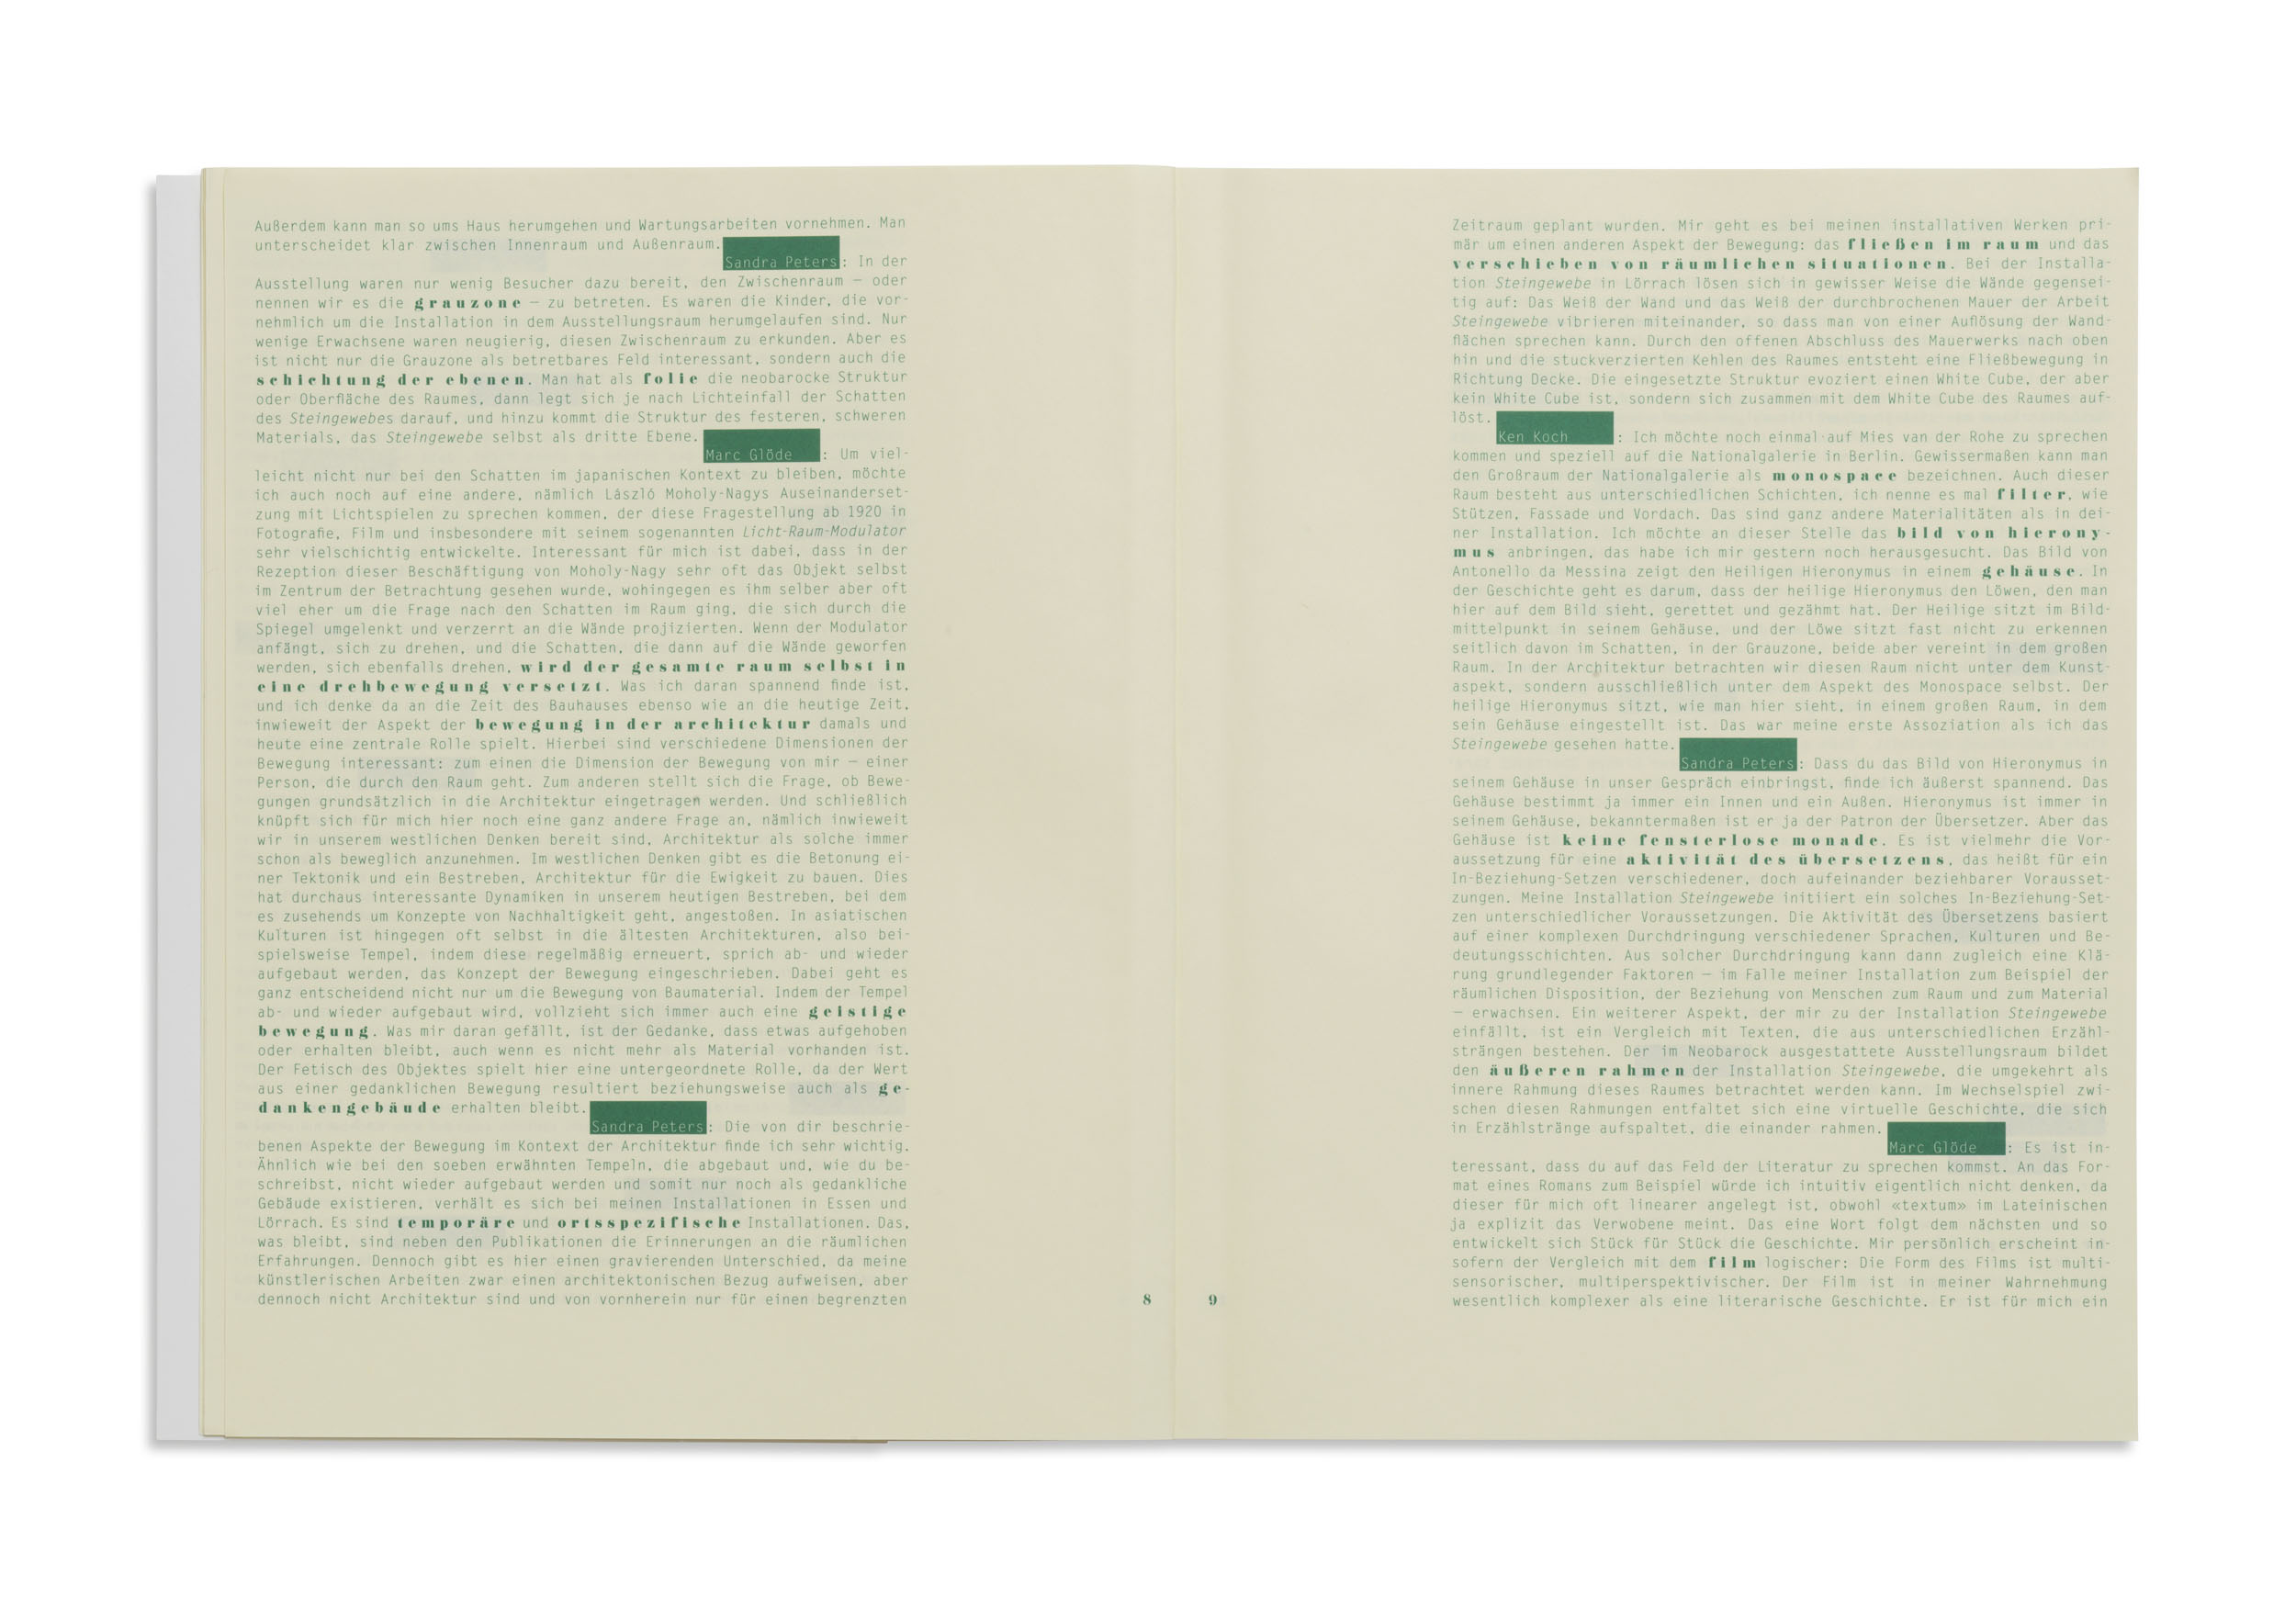 Außerdem kann man so ums Haus herumgehen und Wartungsarbeiten vornehmen. Man
unterscheidet klar zwischen Innenraum und Außenraum.
Sandra Peters: In der
Ausstellung waren nur wenig Besucher dazu bereit, den Zwischenraum – oder
nennen wir es die grauzone – zu betreten. Es waren die Kinder, die vor-
nehmlich um die Installation in dem Ausstellungsraum herumgelaufen sind. Nur
wenige Erwachsene waren neugierig, diesen Zwischenraum zu erkunden. Aber es
ist nicht nur die Grauzone als betretbares Feld interessant, sondern auch die
schichtung der ebenen. Man hat als folie die neobarocke Struktur
oder Oberfläche des Raumes, dann legt sich je nach Lichteinfall der Schatten
des Steingewebes darauf, und hinzu kommt die Struktur des festeren, schweren
Materials, das Steingewebe selbst als dritte Ebene.
Marc Glöde : Um viel-
leicht nicht nur bei den Schatten im japanischen Kontext zu bleiben, möchte
ich auch noch auf eine andere, nämlich László Moholy-Nagys Auseinanderset-
zung mit Lichtspielen zu sprechen kommen, der diese Fragestellung ab 1920 in
Fotografie, Film und insbesondere mit seinem sogenannten Licht-Raum-Modulator
sehr vielschichtig entwickelte. Interessant für mich ist dabei, dass in der
Rezeption dieser Beschäftigung von Moholy-Nagy sehr oft das Objekt selbst
im Zentrum der Betrachtung gesehen wurde, wohingegen es ihm selber aber oft
viel eher um die Frage nach den Schatten im Raum ging, die sich durch die
Spiegel umgelenkt und verzerrt an die Wände projizierten. Wenn der Modulator
anfängt, sich zu drehen, und die Schatten, die dann auf die Wände geworfen
werden, sich ebenfalls drehen, wird der gesamte raum selbst in
eine drehbewegung versetzt. Was ich daran spannend finde ist,
und ich denke da an die Zeit des Bauhauses ebenso wie an die heutige Zeit,
inwieweit der Aspekt der bewegung in der architektur damals und
heute eine zentrale Rolle spielt. Hierbei sind verschiedene Dimensionen der
Bewegung interessant: zum einen die Dimension der Bewegung von mir – einer
Person, die durch den Raum geht. Zum anderen stellt sich die Frage, ob Bewe-
gungen grundsätzlich in die Architektur eingetragen werden. Und schließlich
knüpft sich für mich hier noch eine ganz andere Frage an, nämlich inwieweit
wir in unserem westlichen Denken bereit sind, Architektur als solche immer
schon als beweglich anzunehmen. Im westlichen Denken gibt es die Betonung ei-
ner Tektonik und ein Bestreben, Architektur für die Ewigkeit zu bauen. Dies
hat durchaus interessante Dynamiken in unserem heutigen Bestreben, bei dem
es zusehends um Konzepte von Nachhaltigkeit geht, angestoßen. In asiatischen
Kulturen ist hingegen oft selbst in die ältesten Architekturen, also bei-
spielsweise Tempel, indem diese regelmäßig erneuert, sprich ab- und wieder
aufgebaut werden, das Konzept der Bewegung eingeschrieben. Dabei geht es
ganz entscheidend nicht nur um die Bewegung von Baumaterial. Indem der Tempel
ab- und wieder aufgebaut wird, vollzieht sich immer auch eine geistige
bewegung. Was mir daran gefällt, ist der Gedanke, dass etwas aufgehoben
oder erhalten bleibt, auch wenn es nicht mehr als Material vorhanden ist.
Der Fetisch des Objektes spielt hier eine untergeordnete Rolle, da der Wert
aus einer gedanklichen Bewegung resultiert beziehungsweise auch als ge-
dankengebäude erhalten bleibt.
Sandra Peters: Die von dir beschrie-
benen Aspekte der Bewegung im Kontext der Architektur finde ich sehr wichtig.
Ähnlich wie bei den soeben erwähnten Tempeln, die abgebaut und, wie du be-
schreibst, nicht wieder aufgebaut werden und somit nur noch als gedankliche
Gebäude existieren, verhält es sich bei meinen Installationen in Essen und
Lörrach. Es sind temporäre und ortsspezifische Installationen. Das,
was bleibt, sind neben den Publikationen die Erinnerungen an die räumlichen
Erfahrungen. Dennoch gibt es hier einen gravierenden Unterschied, da meine
künstlerischen Arbeiten zwar einen architektonischen Bezug aufweisen, aber
dennoch nicht Architektur sind und von vornherein nur für einen begrenzten
8
9
Zeitraum geplant wurden. Mir geht es bei meinen installativen Werken pri-
mär um einen anderen Aspekt der Bewegung: das fließen im raum und das
verschieben von räumlichen situationen. Bei der Installa-
tion Steingewebe in Lörrach lösen sich in gewisser Weise die Wände gegensei-
tig auf: Das Weiß der Wand und das Weiß der durchbrochenen Mauer der Arbeit
Steingewebe vibrieren miteinander, so dass man von einer Auflösung der Wand-
flächen sprechen kann. Durch den offenen Abschluss des Mauerwerks nach oben
hin und die stuckverzierten Kehlen des Raumes entsteht eine Fließbewegung in
Richtung Decke. Die eingesetzte Struktur evoziert einen White Cube, der aber
kein White Cube ist, sondern sich zusammen mit dem White Cube des Raumes auf-
löst.
Ken Koch : Ich möchte noch einmal auf Mies van der Rohe zu sprechen
kommen und speziell auf die Nationalgalerie in Berlin. Gewissermaßen kann man
den Großraum der Nationalgalerie als monospace bezeichnen. Auch dieser
Raum besteht aus unterschiedlichen Schichten, ich nenne es mal filter, wie
Stützen, Fassade und Vordach. Das sind ganz andere Materialitäten als in dei-
ner Installation. Ich möchte an dieser Stelle das bild von hierony-
mus anbringen, das habe ich mir gestern noch herausgesucht. Das Bild von
Antonello da Messina zeigt den Heiligen Hieronymus in einem gehäuse. In
der Geschichte geht es darum, dass der heilige Hieronymus den Löwen, den man
hier auf dem Bild sieht, gerettet und gezähmt hat. Der Heilige sitzt im Bild-
mittelpunkt in seinem Gehäuse, und der Löwe sitzt fast nicht zu erkennen
seitlich davon im Schatten, in der Grauzone, beide aber vereint in dem großen
Raum. In der Architektur betrachten wir diesen Raum nicht unter dem Kunst-
aspekt, sondern ausschließlich unter dem Aspekt des Monospace selbst. Der
heilige Hieronymus sitzt, wie man hier sieht, in einem großen Raum, in dem
sein Gehäuse eingestellt ist. Das war meine erste Assoziation als ich das
Steingewebe gesehen hatte.
Sandra Peters: Dass du das Bild von Hieronymus in
seinem Gehäuse in unser Gespräch einbringst, finde ich äußerst spannend. Das
Gehäuse bestimmt ja immer ein Innen und ein Außen. Hieronymus ist immer in
seinem Gehäuse, bekanntermaßen ist er ja der Patron der Übersetzer. Aber das
Gehäuse ist keine fensterlose monade. Es ist vielmehr die Vor-
aussetzung für eine aktivität des übersetzens, das heißt für ein
In-Beziehung-Setzen verschiedener, doch aufeinander beziehbarer Vorausset-
zungen. Meine Installation Steingewebe initiiert ein solches In-Beziehung-Set-
zen unterschiedlicher Voraussetzungen. Die Aktivität des Übersetzens basiert
auf einer komplexen Durchdringung verschiedener Sprachen, Kulturen und Be-
deutungsschichten. Aus solcher Durchdringung kann dann zugleich eine Klä-
rung grundlegender Faktoren – im Falle meiner Installation zum Beispiel der
räumlichen Disposition, der Beziehung von Menschen zum Raum und zum Material
– erwachsen. Ein weiterer Aspekt, der mir zu der Installation Steingewebe
einfällt, ist ein Vergleich mit Texten, die aus unterschiedlichen Erzähl-
strängen bestehen. Der im Neobarock ausgestattete Ausstellungsraum bildet
den äußeren rahmen der Installation Steingewebe, die umgekehrt als
innere Rahmung dieses Raumes betrachtet werden kann. Im Wechselspiel zwi-
schen diesen Rahmungen entfaltet sich eine virtuelle Geschichte, die sich
in Erzählstränge aufspaltet, die einander rahmen.
Marc Glöde : Es ist in-
teressant, dass du auf das Feld der Literatur zu sprechen kommst. An das For-
mat eines Romans zum Beispiel würde ich intuitiv eigentlich nicht denken, da
dieser für mich oft linearer angelegt ist, obwohl «textum» im Lateinischen
ja explizit das Verwobene meint. Das eine Wort folgt dem nächsten und so
entwickelt sich Stück für Stück die Geschichte. Mir persönlich erscheint in-
sofern der Vergleich mit dem film logischer: Die Form des Films ist multi-
sensorischer, multiperspektivischer. Der Film ist in meiner Wahrnehmung
wesentlich komplexer als eine literarische Geschichte. Er ist für mich ein